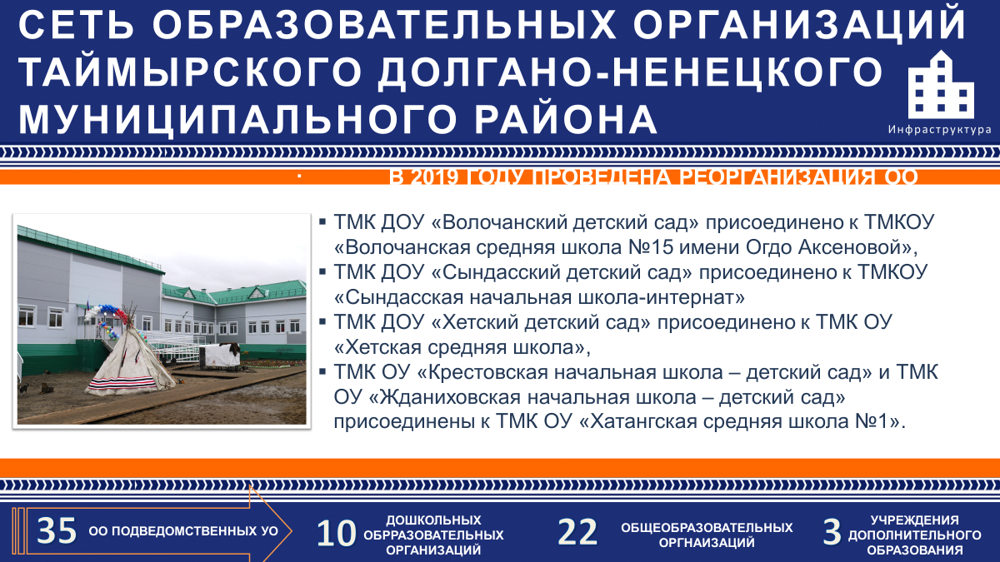 СЕТЬ ОБРАЗОВАТЕЛЬНЫХ ОРГАНИЗАЦИЙ
ТАЙМЫРСКОГО ДОЛГАНО-НЕНЕЦКОГО
МУНИЦИПАЛЬНОГО РАЙОНА
Инфраструктура
В 2019 ГОДУ ПРОВЕДЕНА РЕОРГАНИЗАЦИЯ ОО
▪ ТМК ДОУ «Волочанский детский сад» присоединено к ТМКОУ
«Волочанская средняя школа №15 имени Огдо Аксеновой»,
▪ ТМК ДОУ «Сындасский детский сад» присоединено к ТМКОУ
«Сындасская начальная школа-интернат»
▪ ТМК ДОУ «Хетский детский сад» присоединено к ТМК ОУ
«Хетская средняя школа»,
▪ ТМК ОУ «Крестовская начальная школа – детский сад» и ТМК
ОУ «Ждaниховская начальная школа – детский сад»
присоединены к ТМК ОУ «Хатангская средняя школа №1».
35 ОО ПОДВЕДОМСТВЕННЫХ УО
10 ДОШКОЛЬНЫХ
ОБРРАЗОВАТЕЛЬНЫХ
ОРГАНИЗАЦИЙ
22 ОБЩЕОБРАЗОВАТЕЛЬНЫХ
ОРГНАИЗАЦИЙ
3 УЧРЕЖДЕНИЯ
ДОПОЛНИТЕЛЬНОГО
ОБРАЗОВАНИЯ